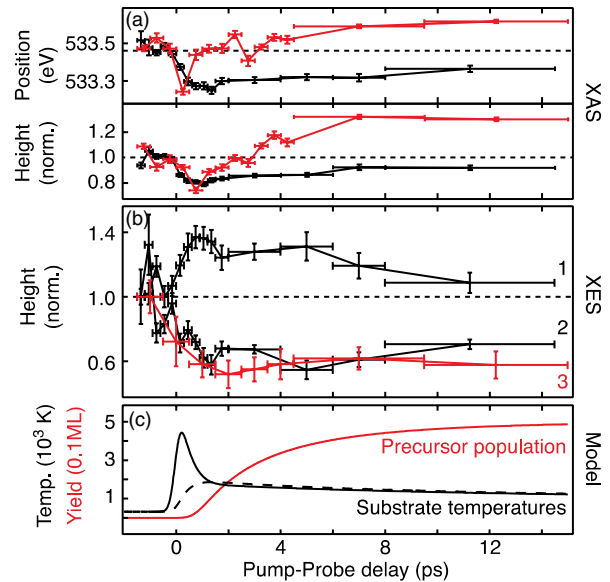 (a)
533.5
533.3
Position
(eV)
1.2
1.0
0.8
Height
(norm.)
XAS
(b)
1.4
1.0
0.6
Height
(norm.)
1
2
3
XES
(c)
5
3
1
Temp. (10³ K)
Yield (0.1ML)
Precursor population
Substrate temperatures
Model
0 4 8 12
Pump-Probe delay (ps)